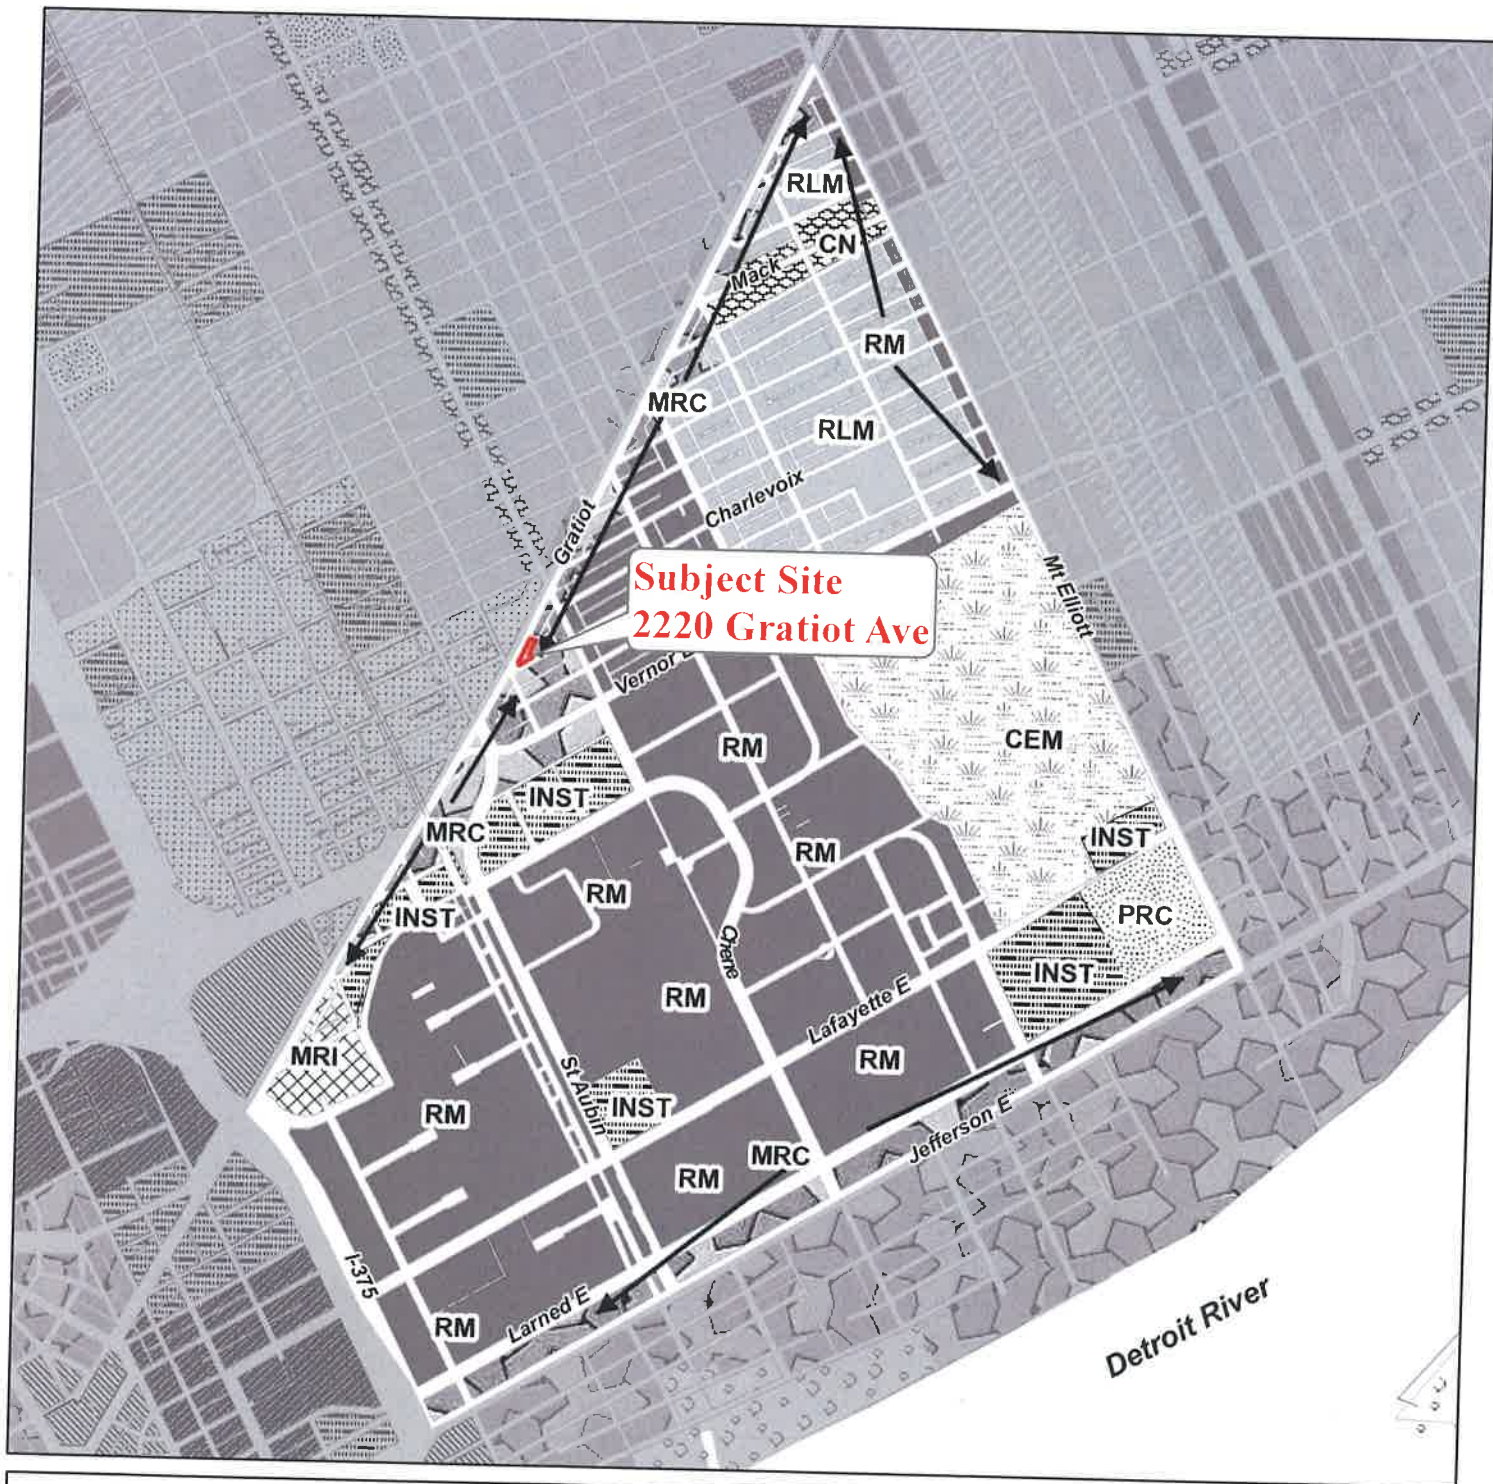 RLM
CN
Mack
RM
MRC
RLM
Charlevoix
Gratiot
Subject Site
2220 Gratiot Ave
Mt Elliott
Vernor
RM
CEM
INST
MRC
INST
RM
RM
INST
PRC
Chene
INST
RM
Lafayette E
MRI
RM
St Aubin
INST
RM
Jefferson E
MRC
RM
I-375
Larned E
RM
Detroit River